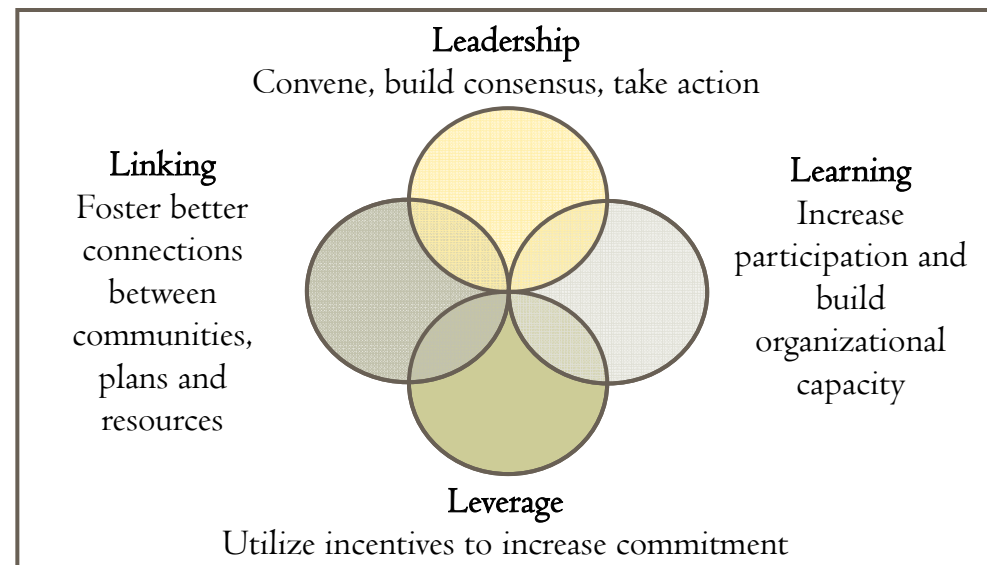 Leadership
Convene, build consensus, take action
Linking
Foster better
connections
between
communities,
plans and
resources
Learning
Increase
participation and
build
organizational
capacity
Leverage
Utilize incentives to increase commitment